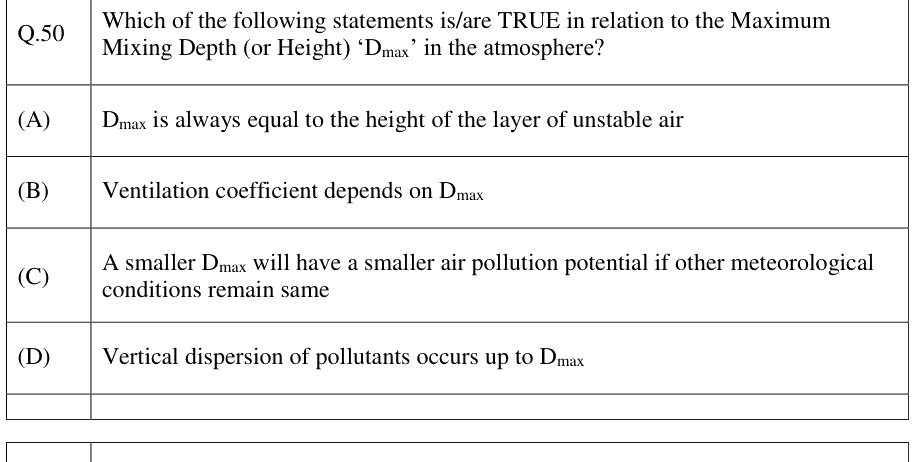 Q.50
Which of the following statements is/are TRUE in relation to the Maximum
Mixing Depth (or Height) ‘Dmax’ in the atmosphere?
(A)
Dmax is always equal to the height of the layer of unstable air
(B)
Ventilation coefficient depends on Dmax
(C)
A smaller Dmax will have a smaller air pollution potential if other meteorological
conditions remain same
(D)
Vertical dispersion of pollutants occurs up to Dmax